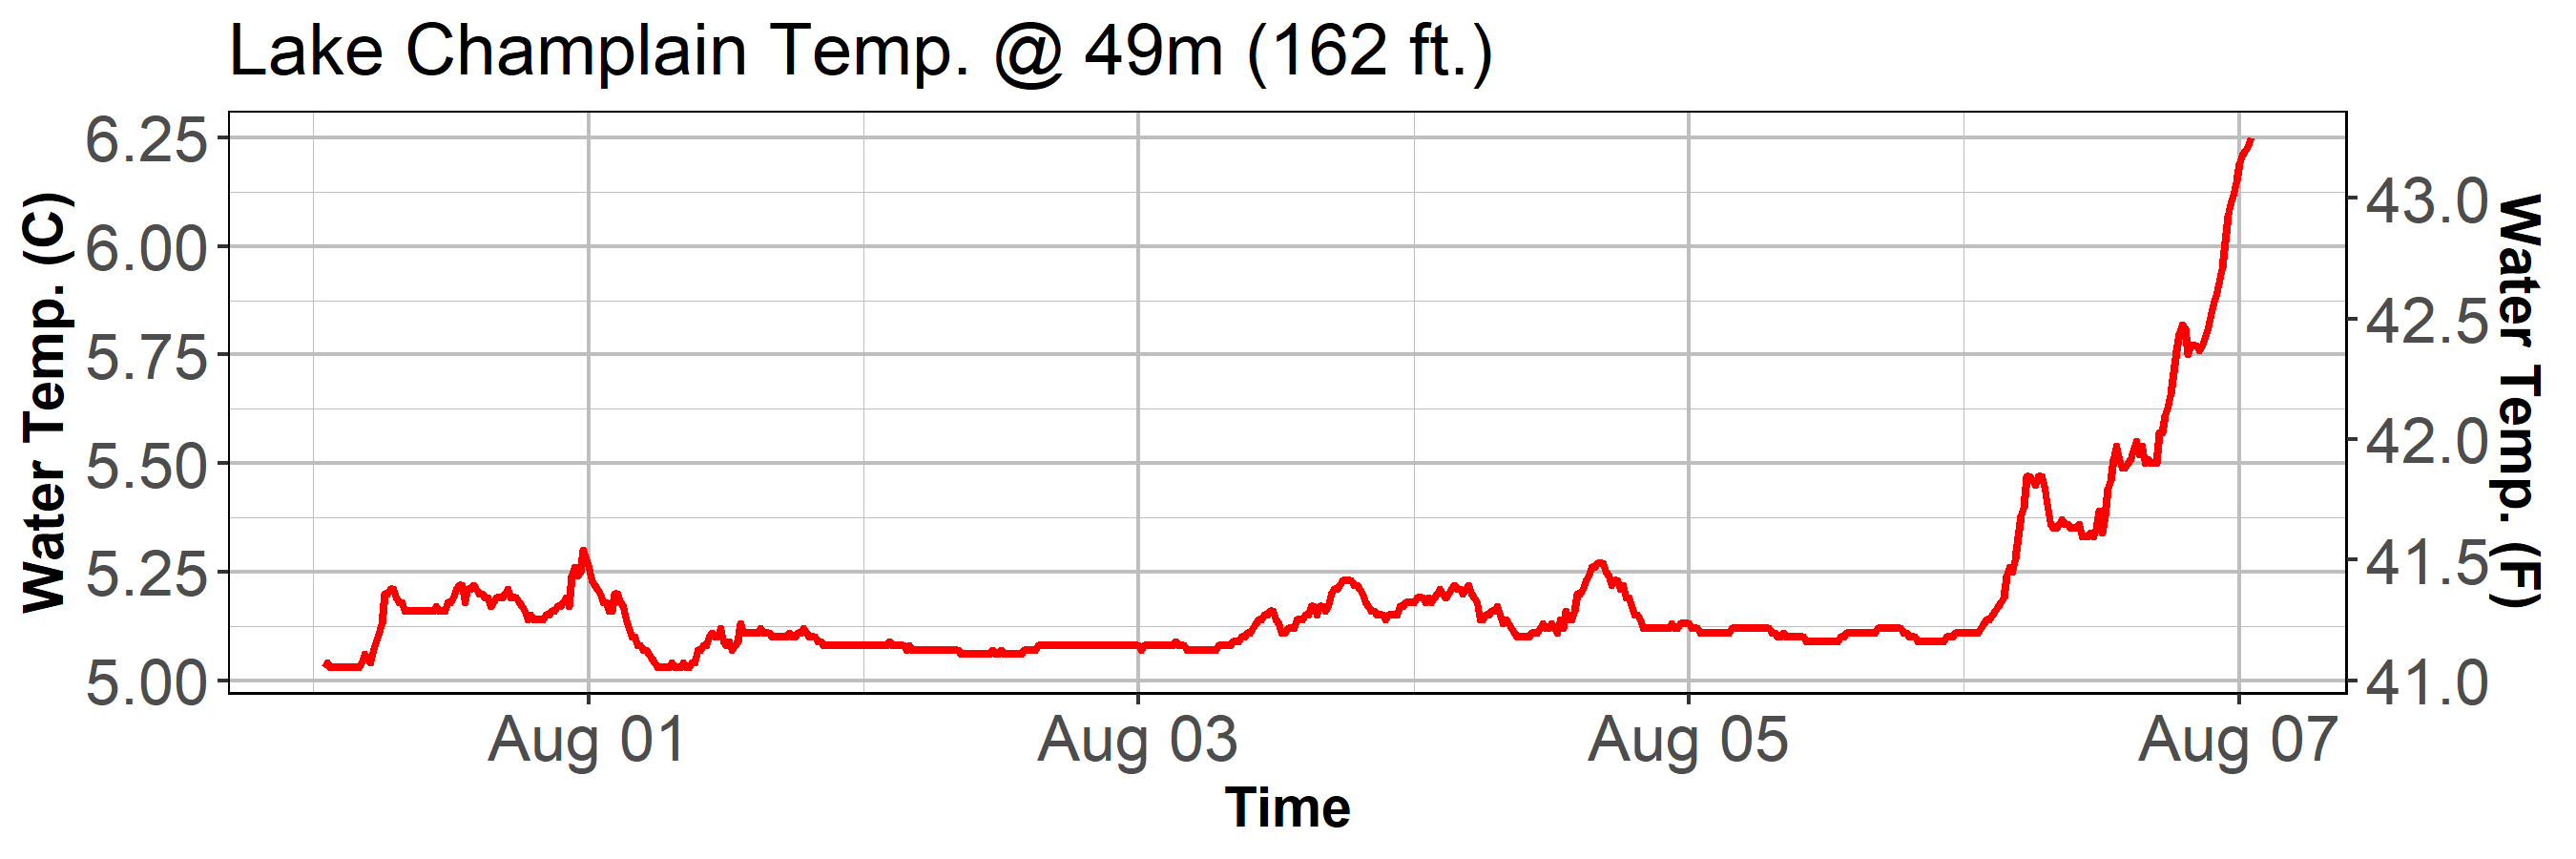 Lake Champlain Temp. @ 49m (162 ft.)
Water Temp. (C)
6.25
6.00
5.75
5.50
5.25
5.00
43.0
42.5
42.0
41.5
41.0
Water Temp. (F)
Aug 01 Aug 03 Aug 05 Aug 07
Time